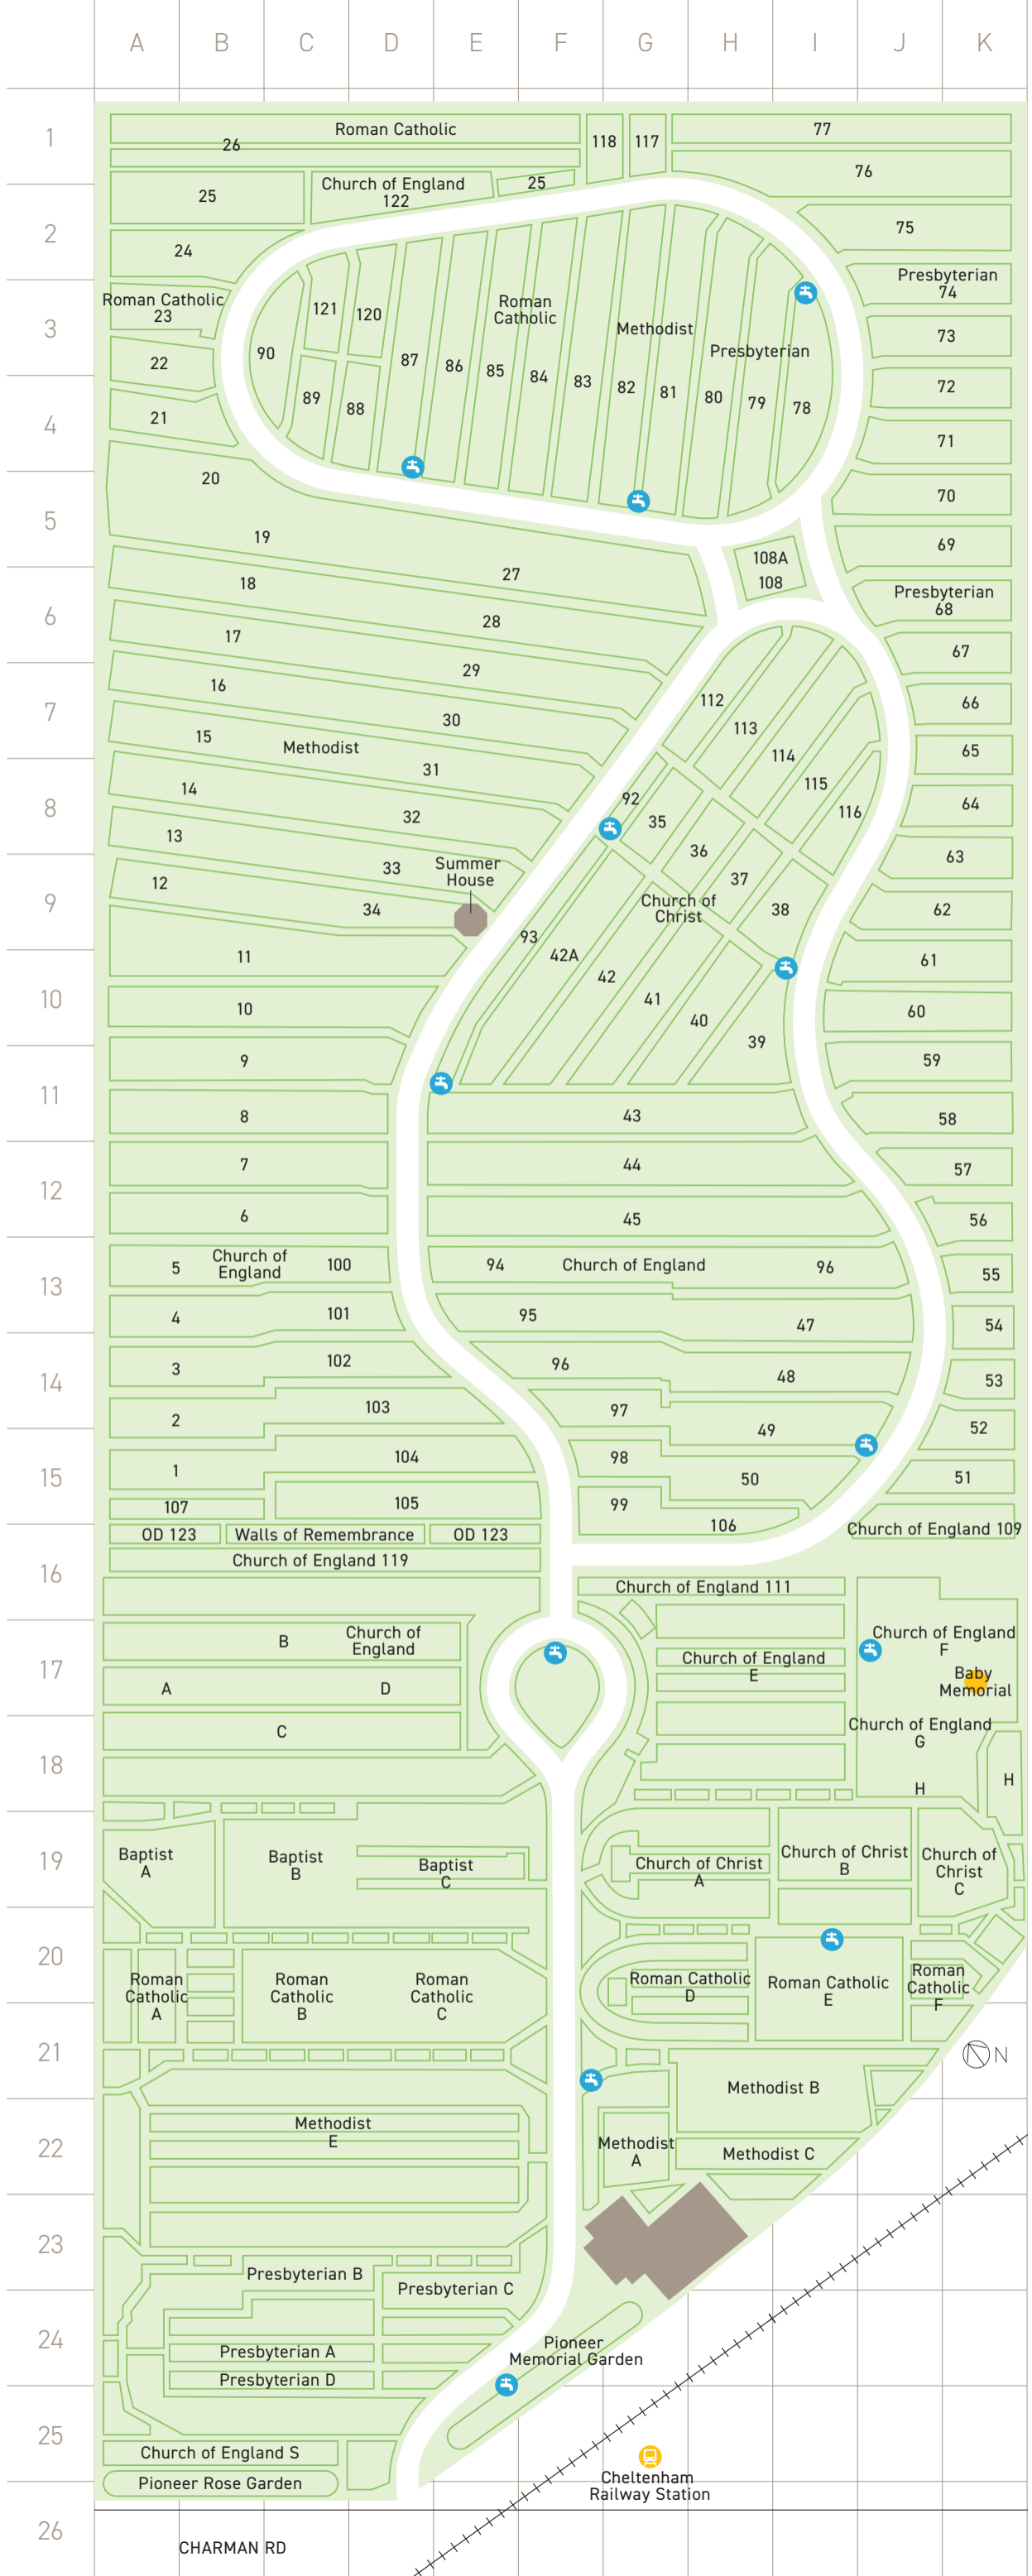 A B C D E F G H I J K
1
Roman Catholic
26
118
117
77
76
25
Church of England
122
25
2
24
75
Roman Catholic
23
Presbyterian
74
3
121
120
Roman
Catholic
Methodist
Presbyterian
73
22
90
87
86
85
84
83
82
81
80
79
78
72
89
88
4
21
71
20
70
5
19
108A
108
69
27
18
Presbyterian
68
6
28
17
67
29
16
112
66
7
30
113
15
Methodist
65
31
114
115
14
92
64
8
32
35
116
13
36
63
33
Summer
House
12
37
9
34
Church of
Christ
38
62
93
11
42A
61
42
10
10
41
60
40
39
9
59
11
8
43
58
7
44
57
12
6
45
56
5
Church of
England
100
94
Church of England
96
55
13
4
101
95
47
54
3
102
96
48
53
14
2
103
97
49
52
1
104
98
50
51
15
107
105
99
106
OD 123
Walls of Remembrance
OD 123
Church of England 109
16
Church of England 119
Church of England 111
B
Church of
England
Church of England
E
Church of England
F
17
A
D
Baby
Memorial
C
Church of England
G
18
H
H
19
Baptist
A
Baptist
B
Baptist
C
Church of Christ
A
Church of Christ
B
Church of
Christ
C
20
Roman
Catholic
A
Roman
Catholic
B
Roman
Catholic
C
Roman Catholic
D
Roman Catholic
E
Roman
Catholic
F
21
N
Methodist B
22
Methodist
E
Methodist
A
Methodist C
23
Presbyterian B
Presbyterian C
24
Presbyterian A
Pioneer
Memorial Garden
Presbyterian D
25
Church of England S
Pioneer Rose Garden
Cheltenham
Railway Station
26
CHARMAN RD